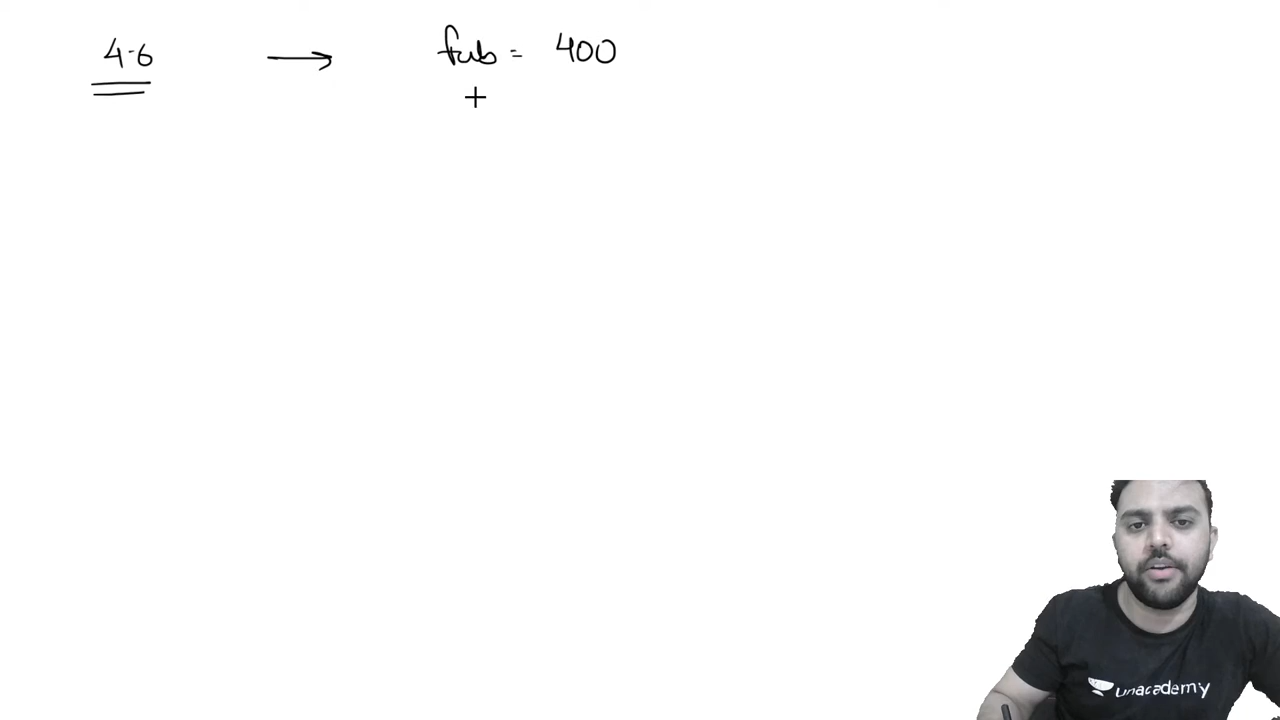 4.6 → fub = 400
+
unacademy